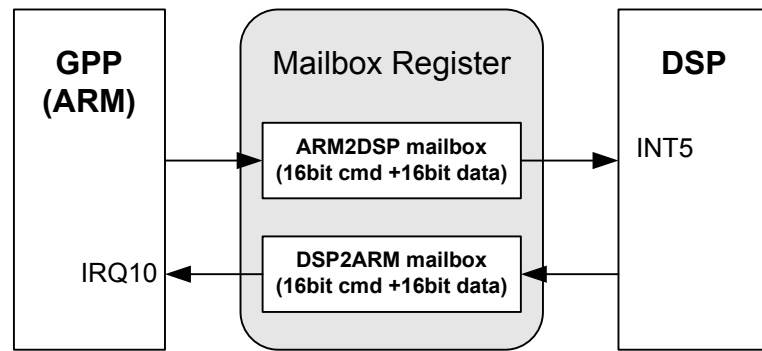 GPP
(ARM)
Mailbox Register
DSP
ARM2DSP mailbox
(16bit cmd +16bit data)
INT5
DSP2ARM mailbox
(16bit cmd +16bit data)
IRQ10